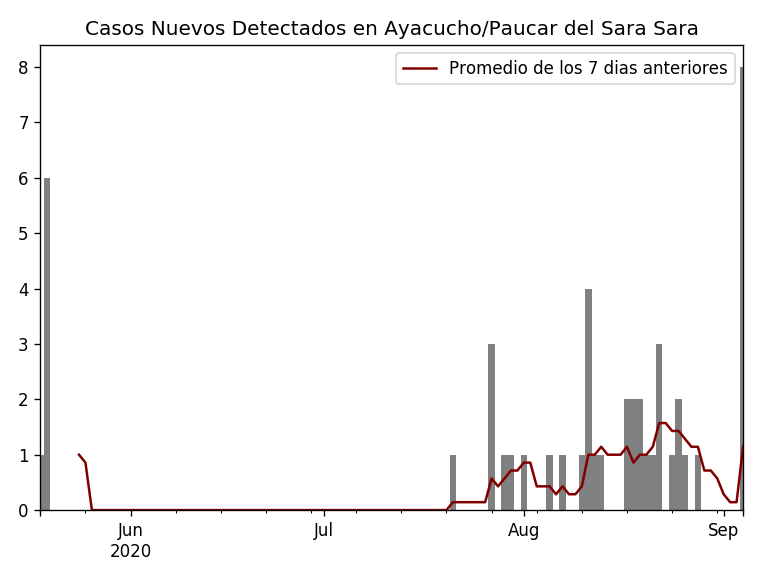 Casos Nuevos Detectados en Ayacucho/Paucar del Sara Sara
Promedio de los 7 dias anteriores
8
7
6
5
4
3
2
1
0
Jun
2020
Jul
Aug
Sep